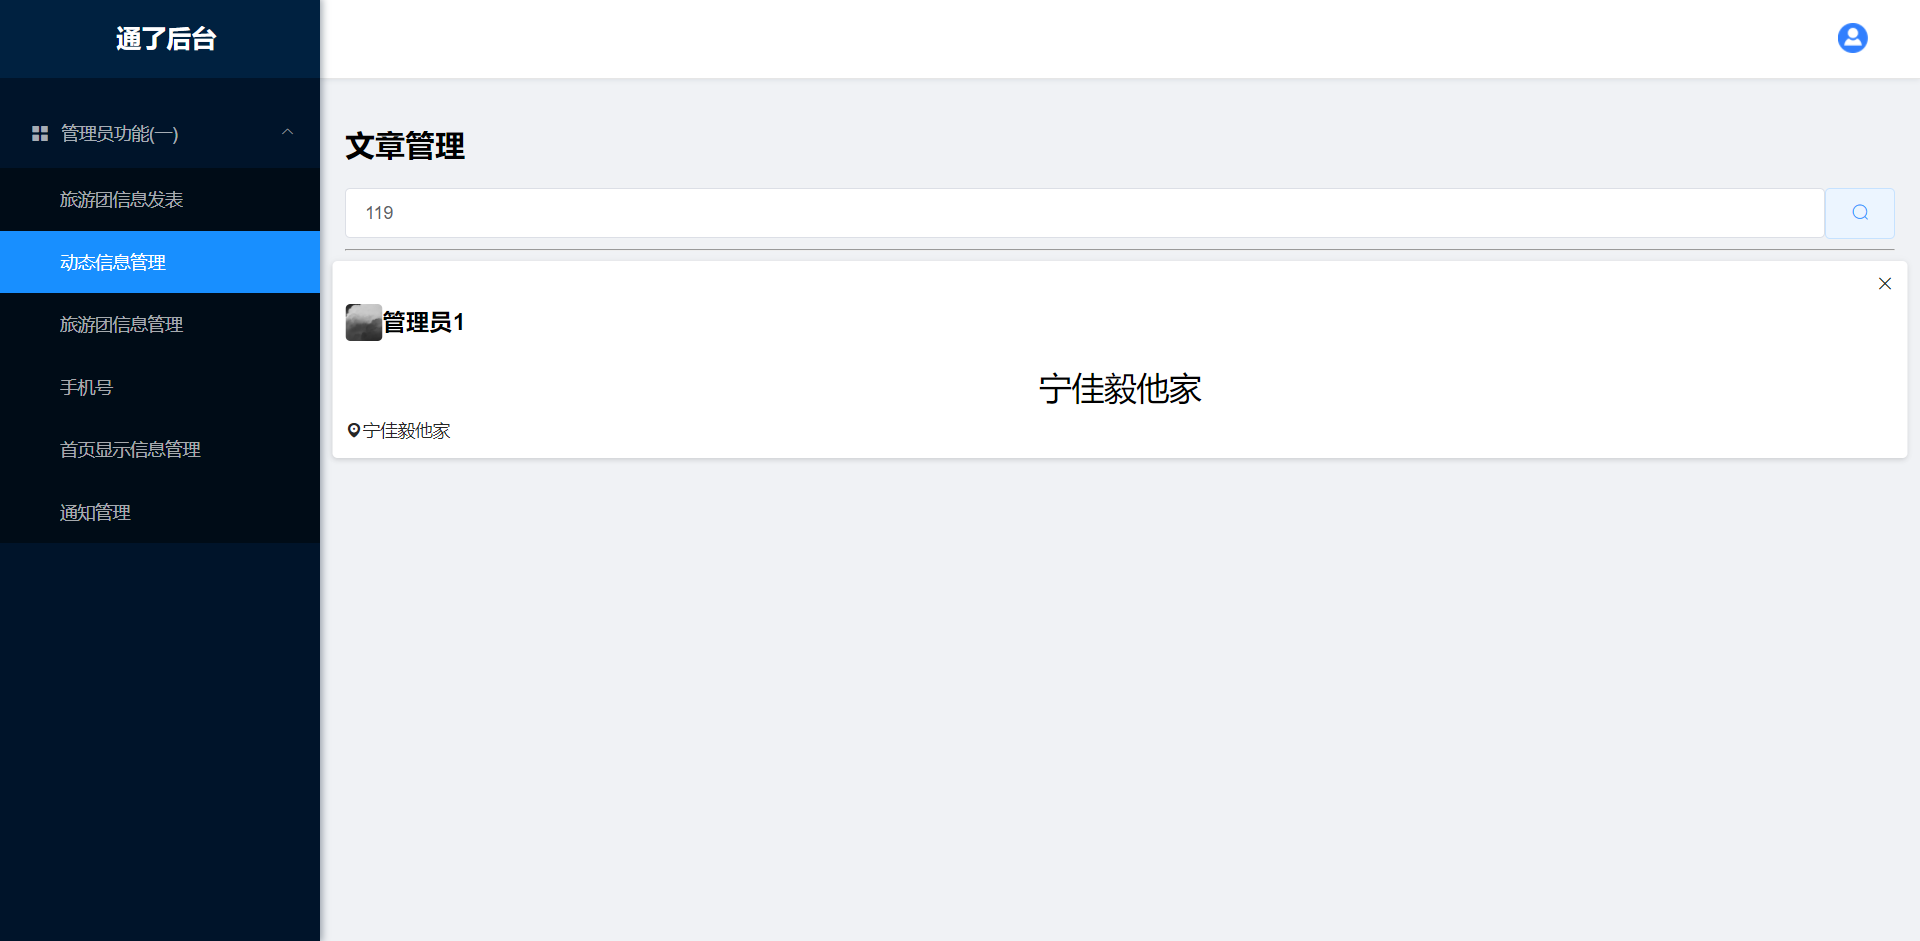 通了后台
管理员功能(一)
旅游团信息发表
动态信息管理
旅游团信息管理
手机号
首页显示信息管理
通知管理
文章管理
119
管理员1
宁佳毅他家
宁佳毅他家